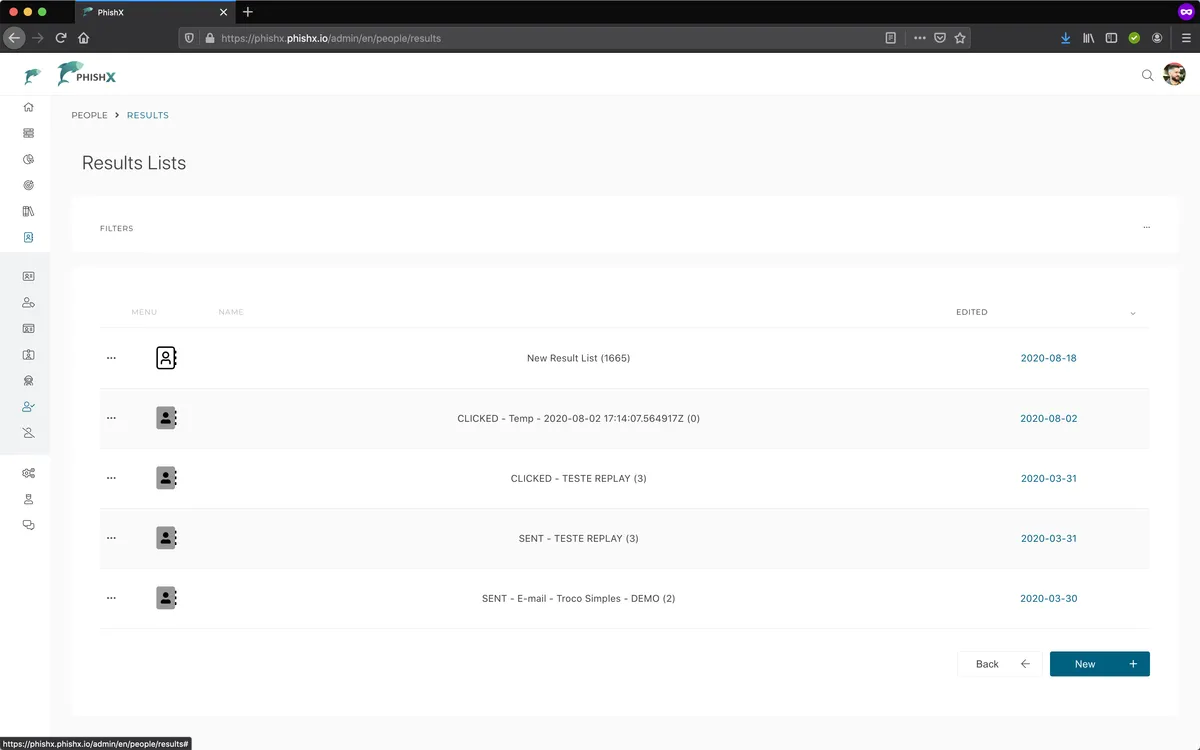 PhishX
https://phishx.phishx.io/admin/en/people/results
PHISHX
PEOPLE > RESULTS
Results Lists
FILTERS
MENU NAME EDITED
New Result List (1665) 2020-08-18
CLICKED - Temp - 2020-08-02 17:14:07.564917Z (0) 2020-08-02
CLICKED - TESTE REPLAY (3) 2020-03-31
SENT - TESTE REPLAY (3) 2020-03-31
SENT - E-mail - Troco Simples - DEMO (2) 2020-03-30
Back New
https://phishx.phishx.io/admin/en/people/results#